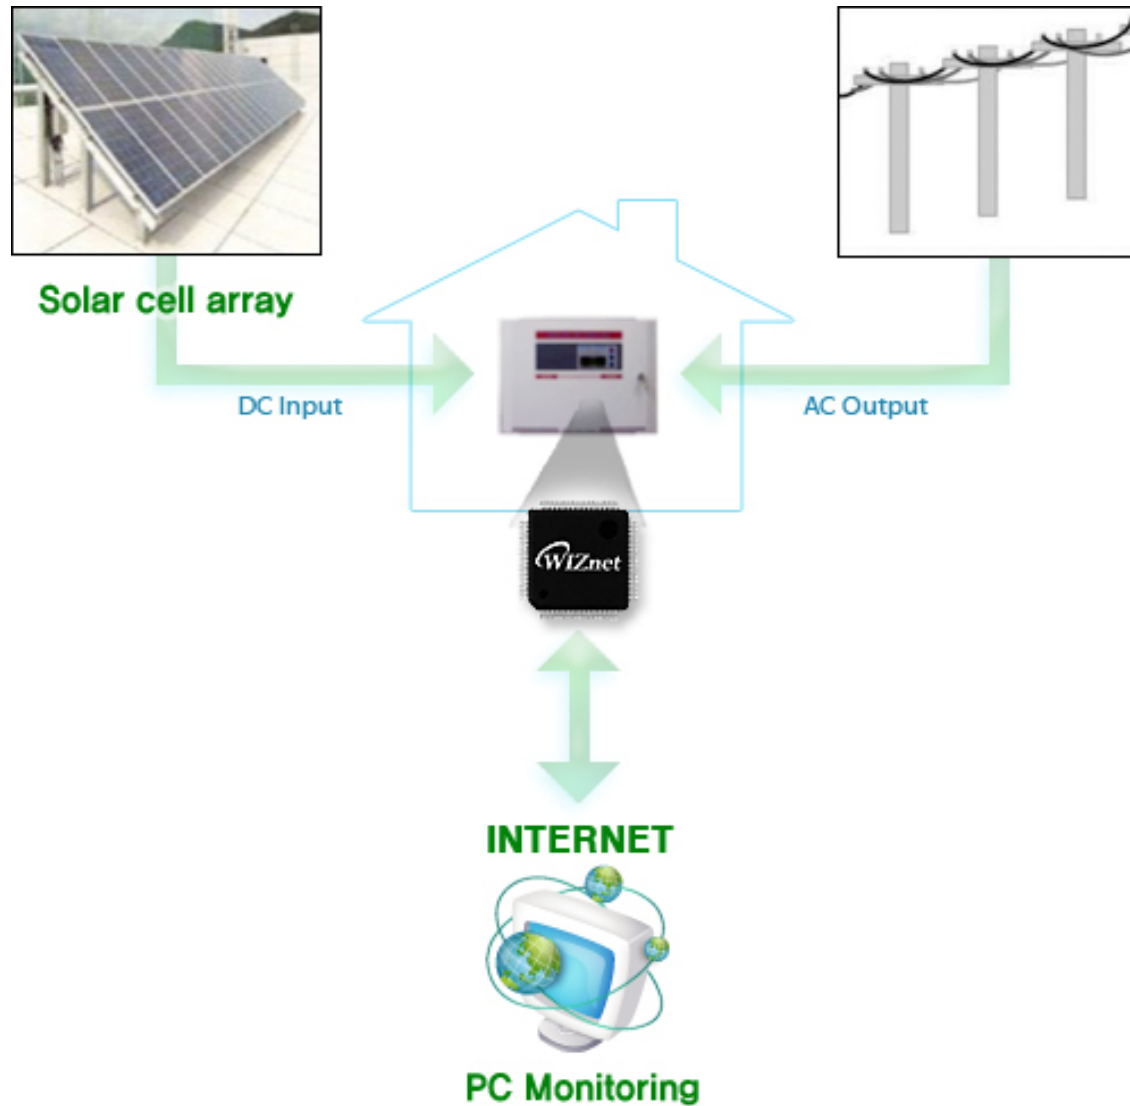 Solar cell array
DC Input
AC Output
WIZnet
INTERNET
PC Monitoring